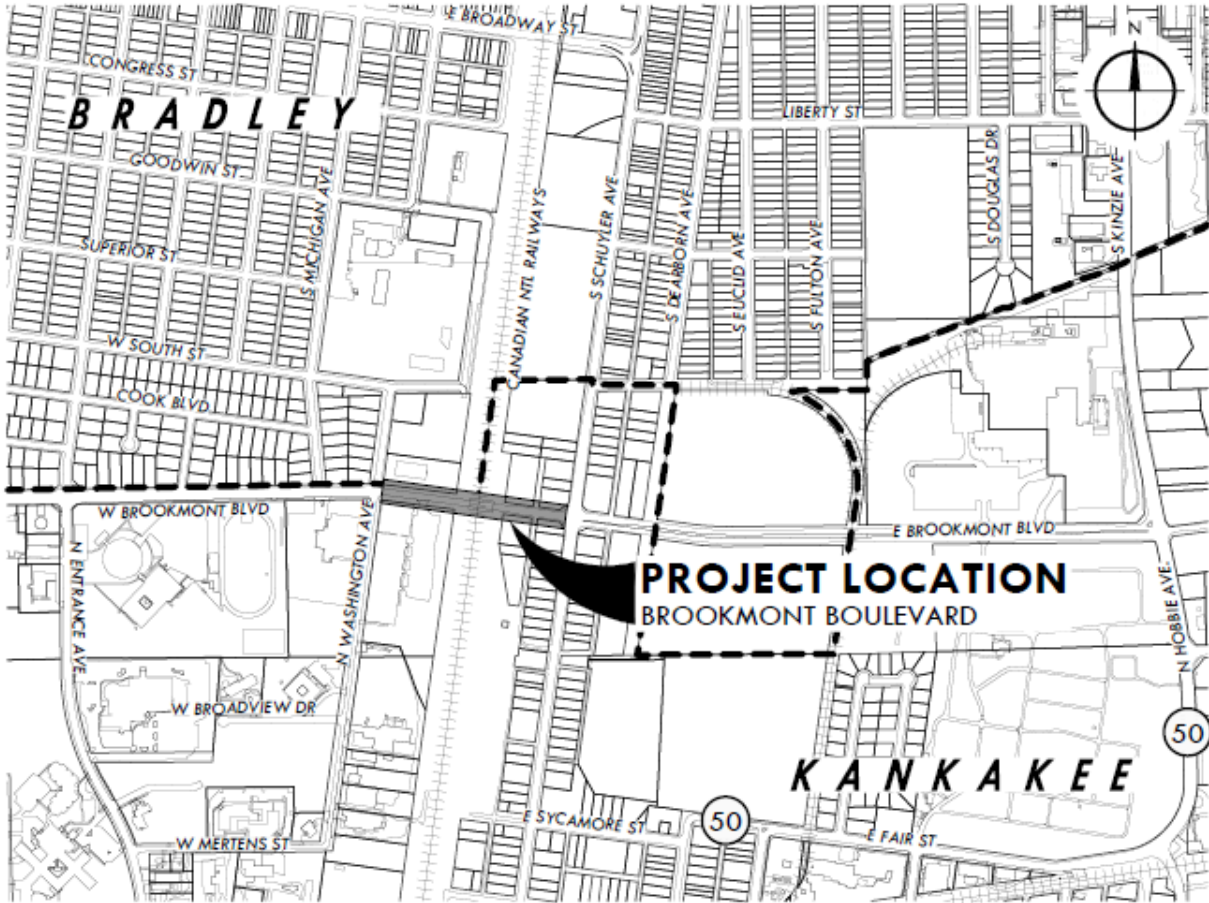 E BROADWAY ST
N
CONGRESS ST
BRADLEY
LIBERTY ST
GOODWIN ST
S MICHIGAN AVE
CANADIAN NTL RAILWAYS
S SCHUYLER AVE
S DEARBORN AVE
S EUCLID AVE
S FULTON AVE
S DOUGLAS DR
S KINZIE AVE
SUPERIOR ST
W SOUTH ST
COOK BLVD
W BROOKMONT BLVD
E BROOKMONT BLVD
N ENTRANCE AVE
N WASHINGTON AVE
PROJECT LOCATION
BROOKMONT BOULEVARD
N HOBBIE AVE
W BROADVIEW DR
50
KANKAKEE
E SYCAMORE ST
50
E FAIR ST
W MERTENS ST